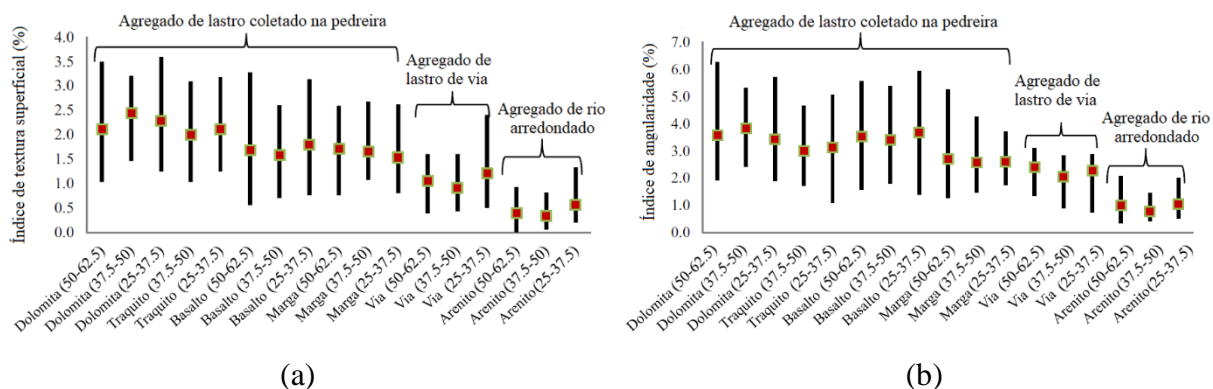 Agregado de lastro coletado na pedreira
Agregado de
lastro de via
Agregado de rio
arredondado
Índice de textura superficial (%)
4.0
3.5
3.0
2.5
2.0
1.5
1.0
0.5
0.0
Dolomita (50-62.5)
Dolomita (37.5-50)
Dolomita (25-37.5)
Traquito (37.5-50)
Traquito (25-37.5)
Basalto (50-62.5)
Basalto (37.5-50)
Basalto (25-37.5)
Marga (50-62.5)
Marga (37.5-50)
Marga (25-37.5)
Via (50-62.5)
Via (37.5-50)
Via (25-37.5)
Arenito (50-62.5)
Arenito (37.5-50)
Arenito (25-37.5)
(a)
Agregado de lastro coletado na pedreira
Agregado de
lastro de via
Agregado de rio
arredondado
Índice de angularidade (%)
7.0
6.0
5.0
4.0
3.0
2.0
1.0
0.0
Dolomita (50-62.5)
Dolomita (37.5-50)
Dolomita (25-37.5)
Traquito (37.5-50)
Traquito (25-37.5)
Basalto (50-62.5)
Basalto (37.5-50)
Basalto (25-37.5)
Marga (50-62.5)
Marga (37.5-50)
Marga (25-37.5)
Via (50-62.5)
Via (37.5-50)
Via (25-37.5)
Arenito (50-62.5)
Arenito (37.5-50)
Arenito (25-37.5)
(b)